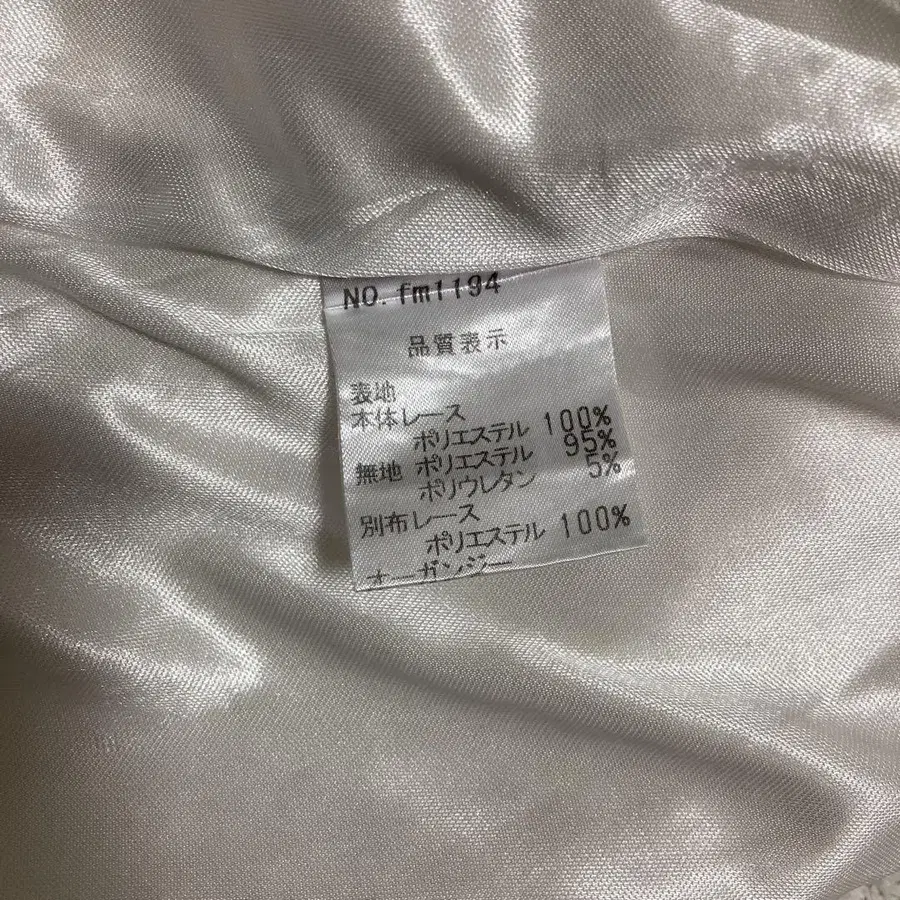 NO. fm1194
品質表示
表地
本体レース
ポリエステル 100%
無地 ポリエステル 95%
ポリウレタン 5%
別布レース
ポリエステル 100%
オーガンジー